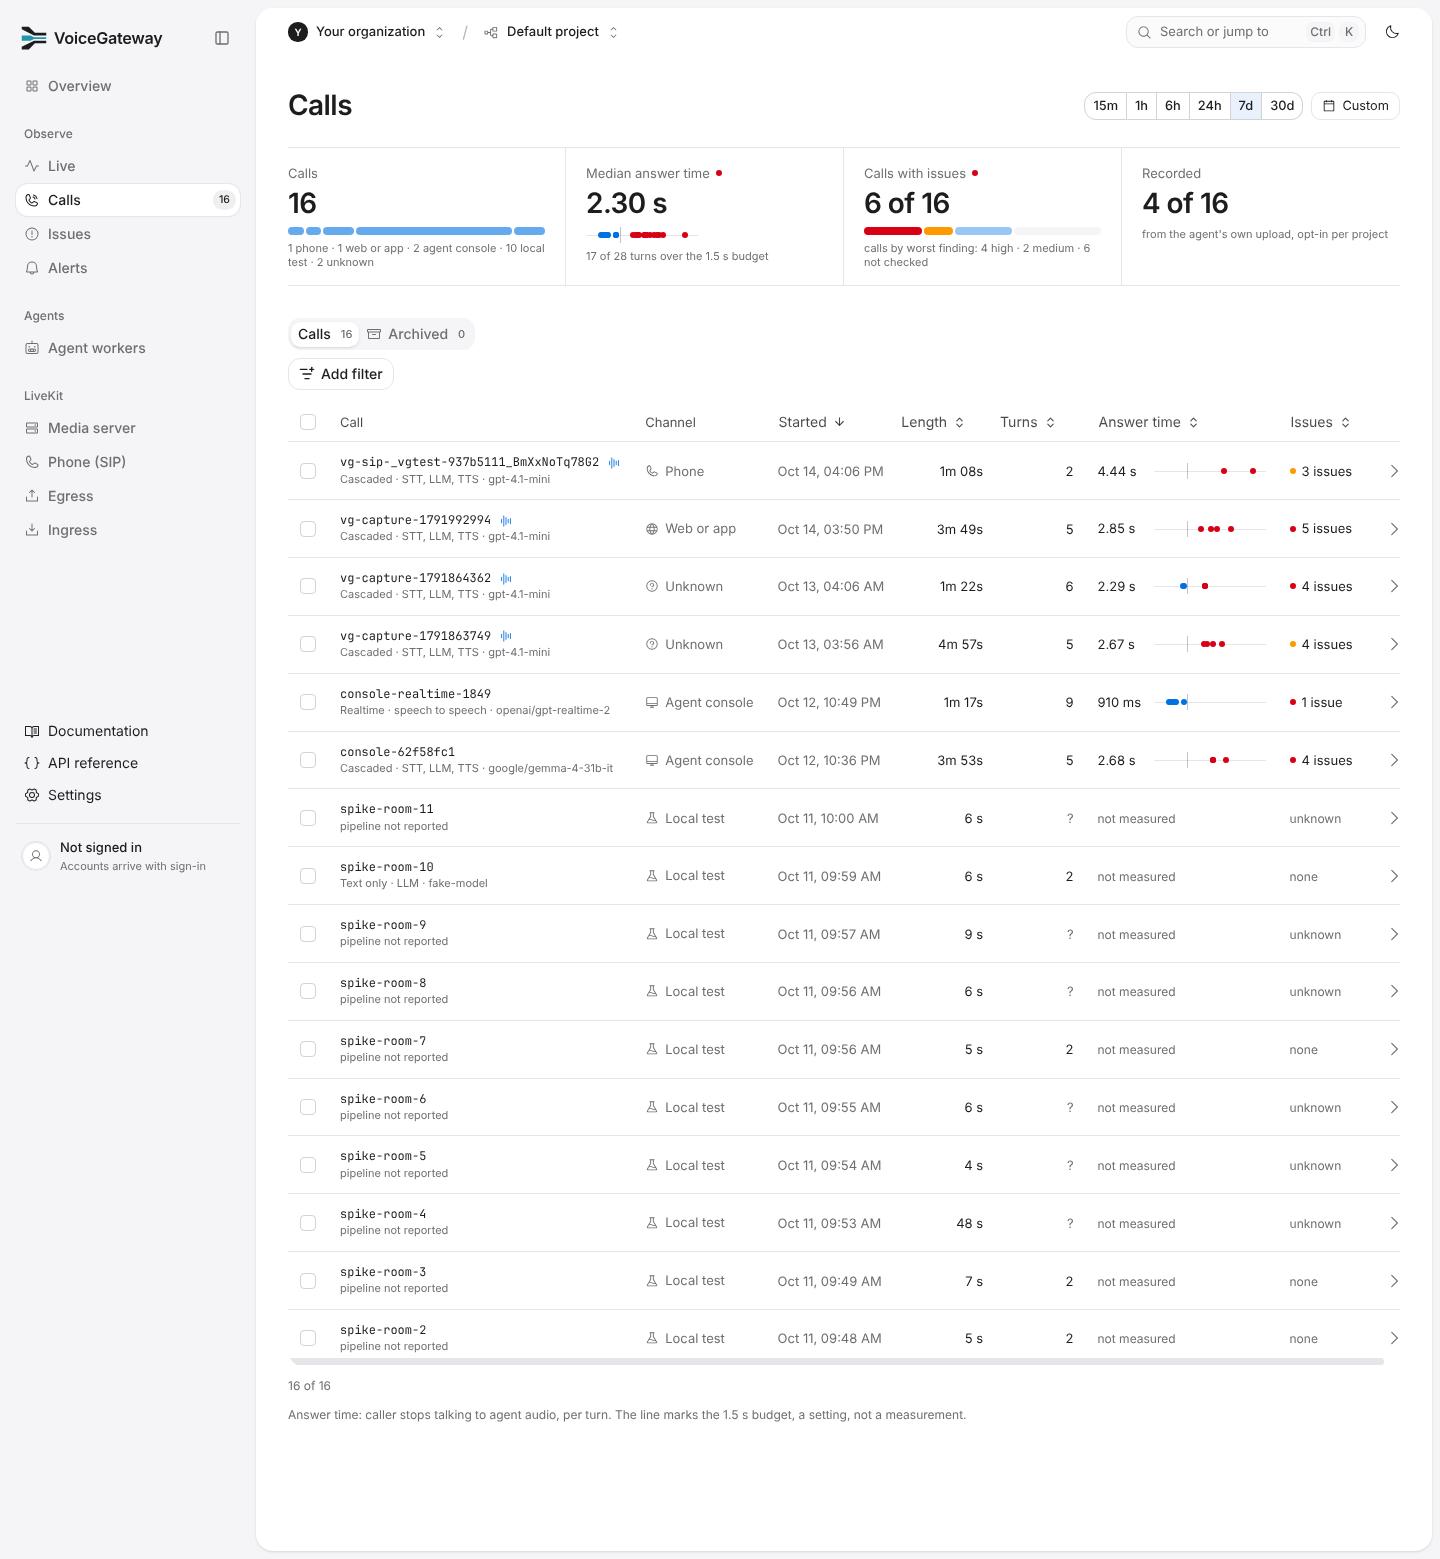 VoiceGateway
Overview
Observe
Live
Calls 16
Issues
Alerts
Agents
Agent workers
LiveKit
Media server
Phone (SIP)
Egress
Ingress
Documentation
API reference
Settings
Not signed in
Accounts arrive with sign-in
Y Your organization / Default project
Search or jump to Ctrl K
Calls
15m 1h 6h 24h 7d 30d Custom
Calls
16
1 phone · 1 web or app · 2 agent console · 10 local
test · 2 unknown
Median answer time
2.30 s
17 of 28 turns over the 1.5 s budget
Calls with issues
6 of 16
calls by worst finding: 4 high · 2 medium · 6
not checked
Recorded
4 of 16
from the agent's own upload, opt-in per project
Calls 16 Archived 0
Add filter
Call Channel Started Length Turns Answer time Issues
vg-sip-_vgtest-937b5111_BmXxNoTq78G2
Cascaded · STT, LLM, TTS · gpt-4.1-mini
Phone Oct 14, 04:06 PM 1m 08s 2 4.44 s 3 issues
vg-capture-1791992994
Cascaded · STT, LLM, TTS · gpt-4.1-mini
Web or app Oct 14, 03:50 PM 3m 49s 5 2.85 s 5 issues
vg-capture-1791864362
Cascaded · STT, LLM, TTS · gpt-4.1-mini
Unknown Oct 13, 04:06 AM 1m 22s 6 2.29 s 4 issues
vg-capture-1791863749
Cascaded · STT, LLM, TTS · gpt-4.1-mini
Unknown Oct 13, 03:56 AM 4m 57s 5 2.67 s 4 issues
console-realtime-1849
Realtime · speech to speech · openai/gpt-realtime-2
Agent console Oct 12, 10:49 PM 1m 17s 9 910 ms 1 issue
console-62f58fc1
Cascaded · STT, LLM, TTS · google/gemma-4-31b-it
Agent console Oct 12, 10:36 PM 3m 53s 5 2.68 s 4 issues
spike-room-11
pipeline not reported
Local test Oct 11, 10:00 AM 6 s ? not measured unknown
spike-room-10
Text only · LLM · fake-model
Local test Oct 11, 09:59 AM 6 s 2 not measured none
spike-room-9
pipeline not reported
Local test Oct 11, 09:57 AM 9 s ? not measured unknown
spike-room-8
pipeline not reported
Local test Oct 11, 09:56 AM 6 s ? not measured unknown
spike-room-7
pipeline not reported
Local test Oct 11, 09:56 AM 5 s 2 not measured none
spike-room-6
pipeline not reported
Local test Oct 11, 09:55 AM 6 s ? not measured unknown
spike-room-5
pipeline not reported
Local test Oct 11, 09:54 AM 4 s ? not measured unknown
spike-room-4
pipeline not reported
Local test Oct 11, 09:53 AM 48 s ? not measured unknown
spike-room-3
pipeline not reported
Local test Oct 11, 09:49 AM 7 s 2 not measured none
spike-room-2
pipeline not reported
Local test Oct 11, 09:48 AM 5 s 2 not measured none
16 of 16
Answer time: caller stops talking to agent audio, per turn. The line marks the 1.5 s budget, a setting, not a measurement.